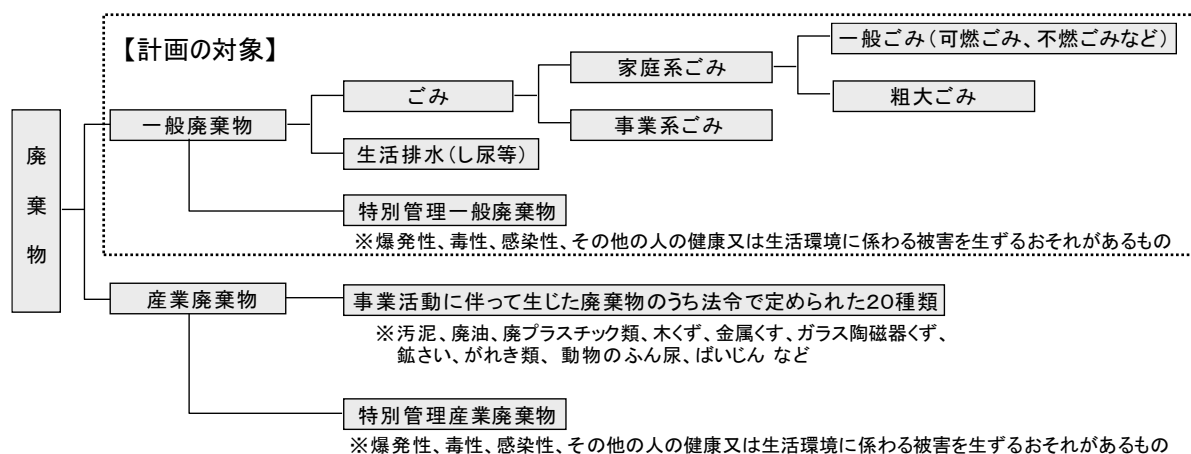 【計画の対象】
廃棄物
一般廃棄物
ごみ
家庭系ごみ
一般ごみ(可燃ごみ、不燃ごみなど)
粗大ごみ
事業系ごみ
生活排水(し尿等)
特別管理一般廃棄物
※爆発性、毒性、感染性、その他の人の健康又は生活環境に係わる被害を生ずるおそれがあるもの
産業廃棄物
事業活動に伴って生じた廃棄物のうち法令で定められた20種類
※汚泥、廃油、廃プラスチック類、木くず、金属くす、ガラス陶磁器くず、
鉱さい、がれき類、動物のふん尿、ばいじん など
特別管理産業廃棄物
※爆発性、毒性、感染性、その他の人の健康又は生活環境に係わる被害を生ずるおそれがあるもの